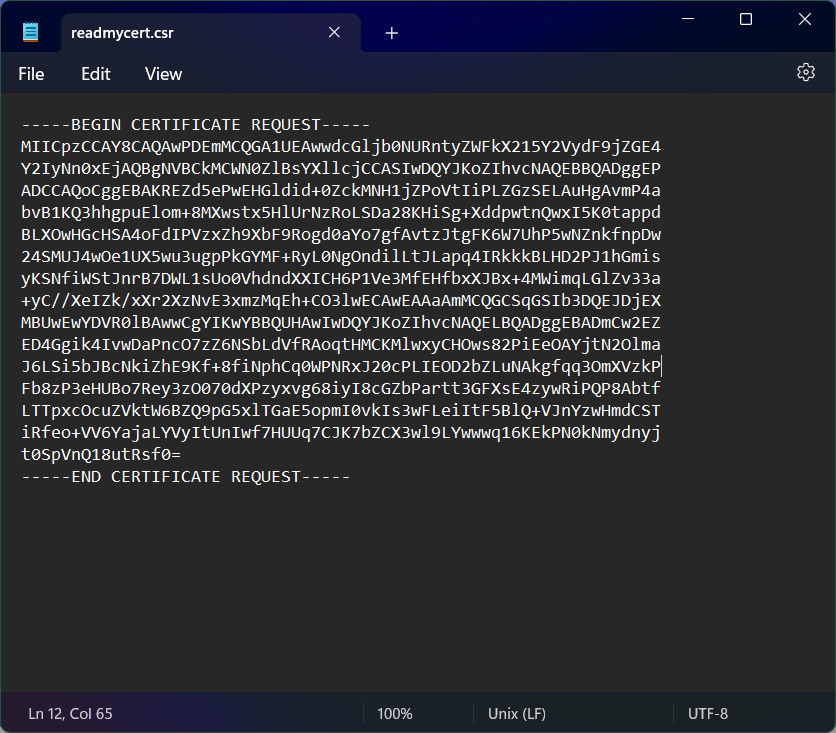 readmycert.csr
File Edit View
-----BEGIN CERTIFICATE REQUEST-----
MIICpzCCAY8CAQAwPDEmMCQGA1UEAwwdcGljb0NURntyZWFkX215Y2VydF9jZGE4
Y2IyNn0xEjAQBgNVBCkMCWN0ZlBsYXllcjCCASIwDQYJKoZIhvcNAQEBBQADggEP
ADCCAQoCggEBAKREZd5ePwEHGldid+0ZckMNH1jZPoVtIiPLZGzSELAuHgAvmP4a
bvB1KQ3hhgpuElom+8MXwstx5HlUrNzRoLSDa28KHiSg+XddpwtnQwxI5K0tappd
BLXOwHGcHSA4oFdIPVzxZh9XbF9Rogd0aYo7gfAvtzJtgFK6W7UhP5wNZnkfnpDw
24SMUJ4wOe1UX5wu3ugpPkGYMF+RyL0NgOndilLtJLapq4IRkkkBLHD2PJ1hGmis
yKSNfiWStJnrB7DWL1sUo0VhdndXXICH6P1Ve3MfEHfbxXJBx+4MWimqLGlZv33a
+yC//XeIZk/xXr2XzNvE3xmzMqEh+CO3lwECAwEAAaAmMCQGCSqGSIb3DQEJDjEX
MBUwEwYDVR0lBAwwCgYIKwYBBQUHAwIwDQYJKoZIhvcNAQELBQADggEBADmCw2EZ
ED4Ggik4IvwDaPncO7zZ6NSbLdVfRAoqtHMCKMlwxyCHOws82PiEeOAYjtN2Olma
J6LSi5bJBcNkiZhE9Kf+8fiNphCq0WPNRxJ20cPLIEOD2bZLuNAkgfqq3OmXVzkP
Fb8zP3eHUBo7Rey3zO070dXPzyxvg68iyI8cGZbPartt3GFXsE4zywRiPQP8Abtf
LTTpxcOcuZVktW6BZQ9pG5xlTGaE5opmI0vkIs3wFLeiItF5BlQ+VJnYzwHmdCST
iRfeo+VV6YajaLYVyItUnIwf7HUUq7CJK7bZCX3wl9LYwwwq16KEkPN0kNmydnyj
t0SpVnQ18utRsf0=
-----END CERTIFICATE REQUEST-----
Ln 12, Col 65 100% Unix (LF) UTF-8